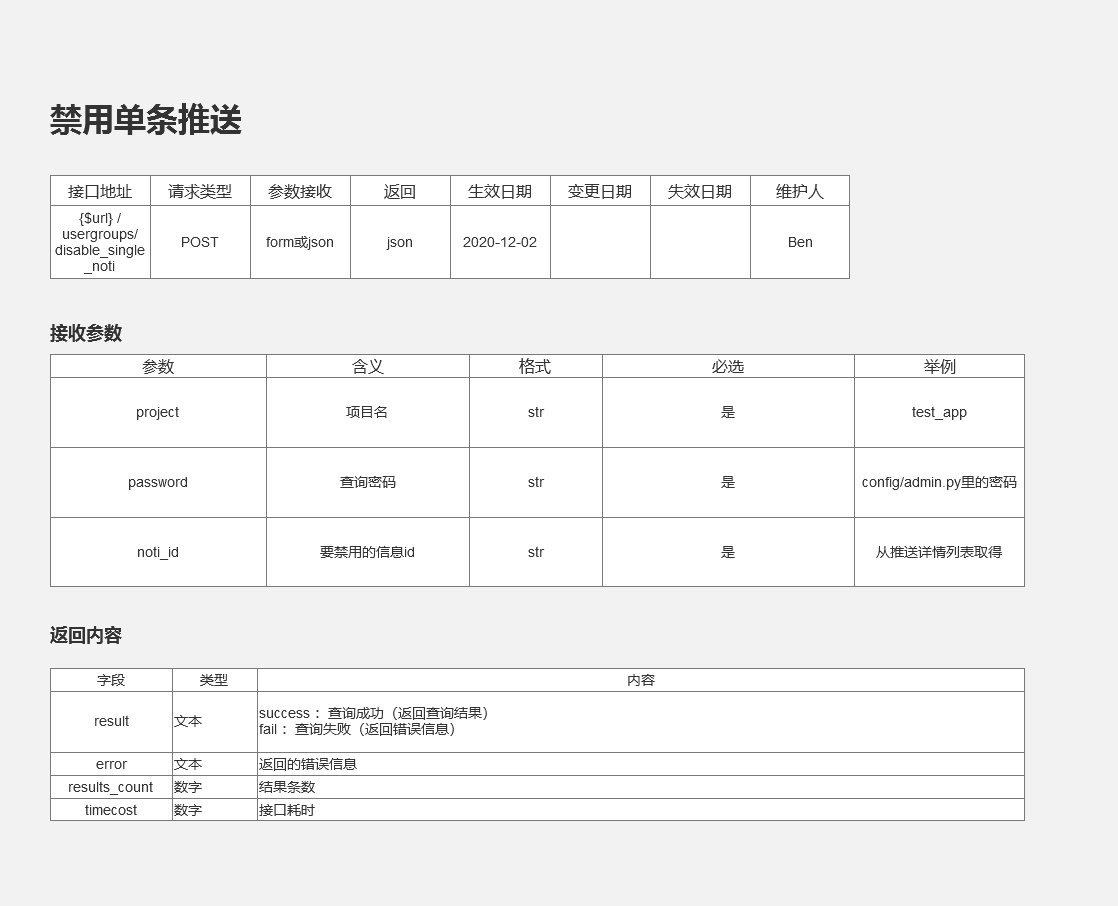 禁用单条推送
接口地址 请求类型 参数接收 返回 生效日期 变更日期 失效日期 维护人
{$url} /
usergroups/
disable_single
_noti
POST form或json json 2020-12-02 Ben
接收参数
参数 含义 格式 必选 举例
project 项目名 str 是 test_app
password 查询密码 str 是 config/admin.py里的密码
noti_id 要禁用的信息id str 是 从推送详情列表取得
返回内容
字段 类型 内容
result 文本
success ：查询成功（返回查询结果）
fail ：查询失败（返回错误信息）
error 文本 返回的错误信息
results_count 数字 结果条数
timecost 数字 接口耗时